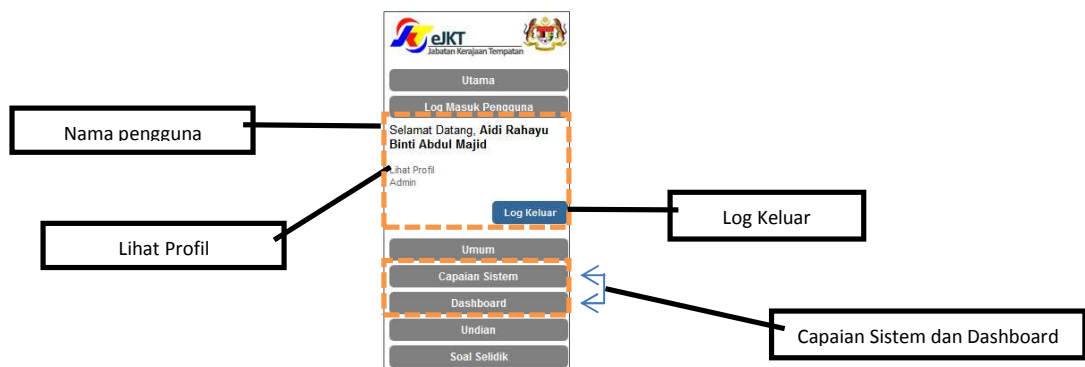 eJKT
Jabatan Kerajaan Tempatan
Utama
Log Masuk Pengguna
Nama pengguna
Selamat Datang, Aidi Rahayu
Binti Abdul Majid
Lihat Profil
Admin
Log Keluar
Log Keluar
Lihat Profil
Umum
Capaian Sistem
Dashboard
Undian
Capaian Sistem dan Dashboard
Soal Selidik